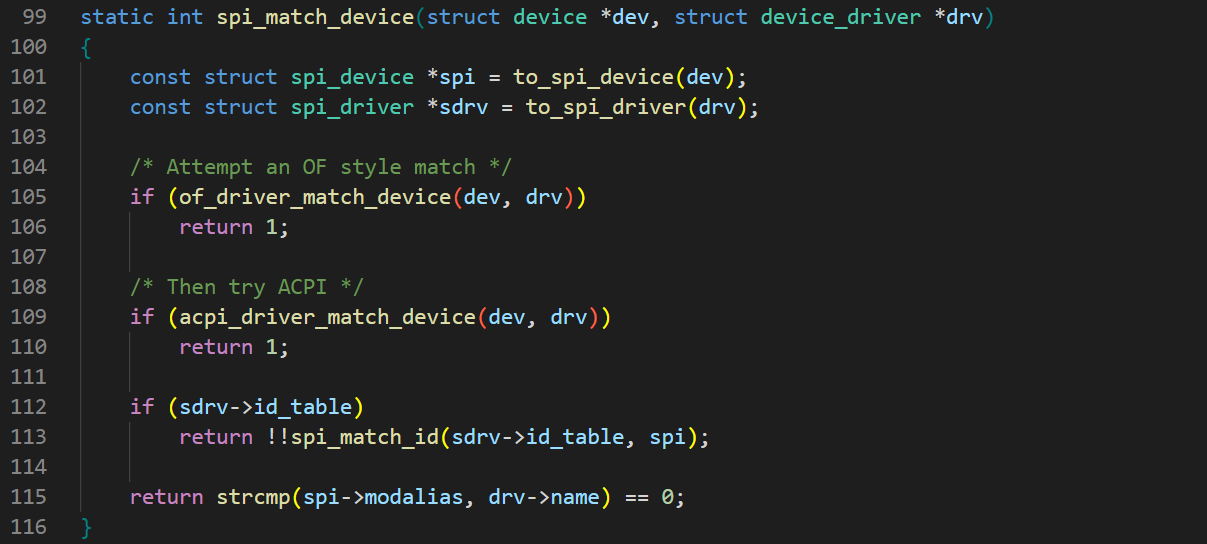 99 static int spi_match_device(struct device *dev, struct device_driver *drv)
100 {
101     const struct spi_device *spi = to_spi_device(dev);
102     const struct spi_driver *sdrv = to_spi_driver(drv);
103
104     /* Attempt an OF style match */
105     if (of_driver_match_device(dev, drv))
106         return 1;
107
108     /* Then try ACPI */
109     if (acpi_driver_match_device(dev, drv))
110         return 1;
111
112     if (sdrv->id_table)
113         return !!spi_match_id(sdrv->id_table, spi);
114
115     return strcmp(spi->modalias, drv->name) == 0;
116 }